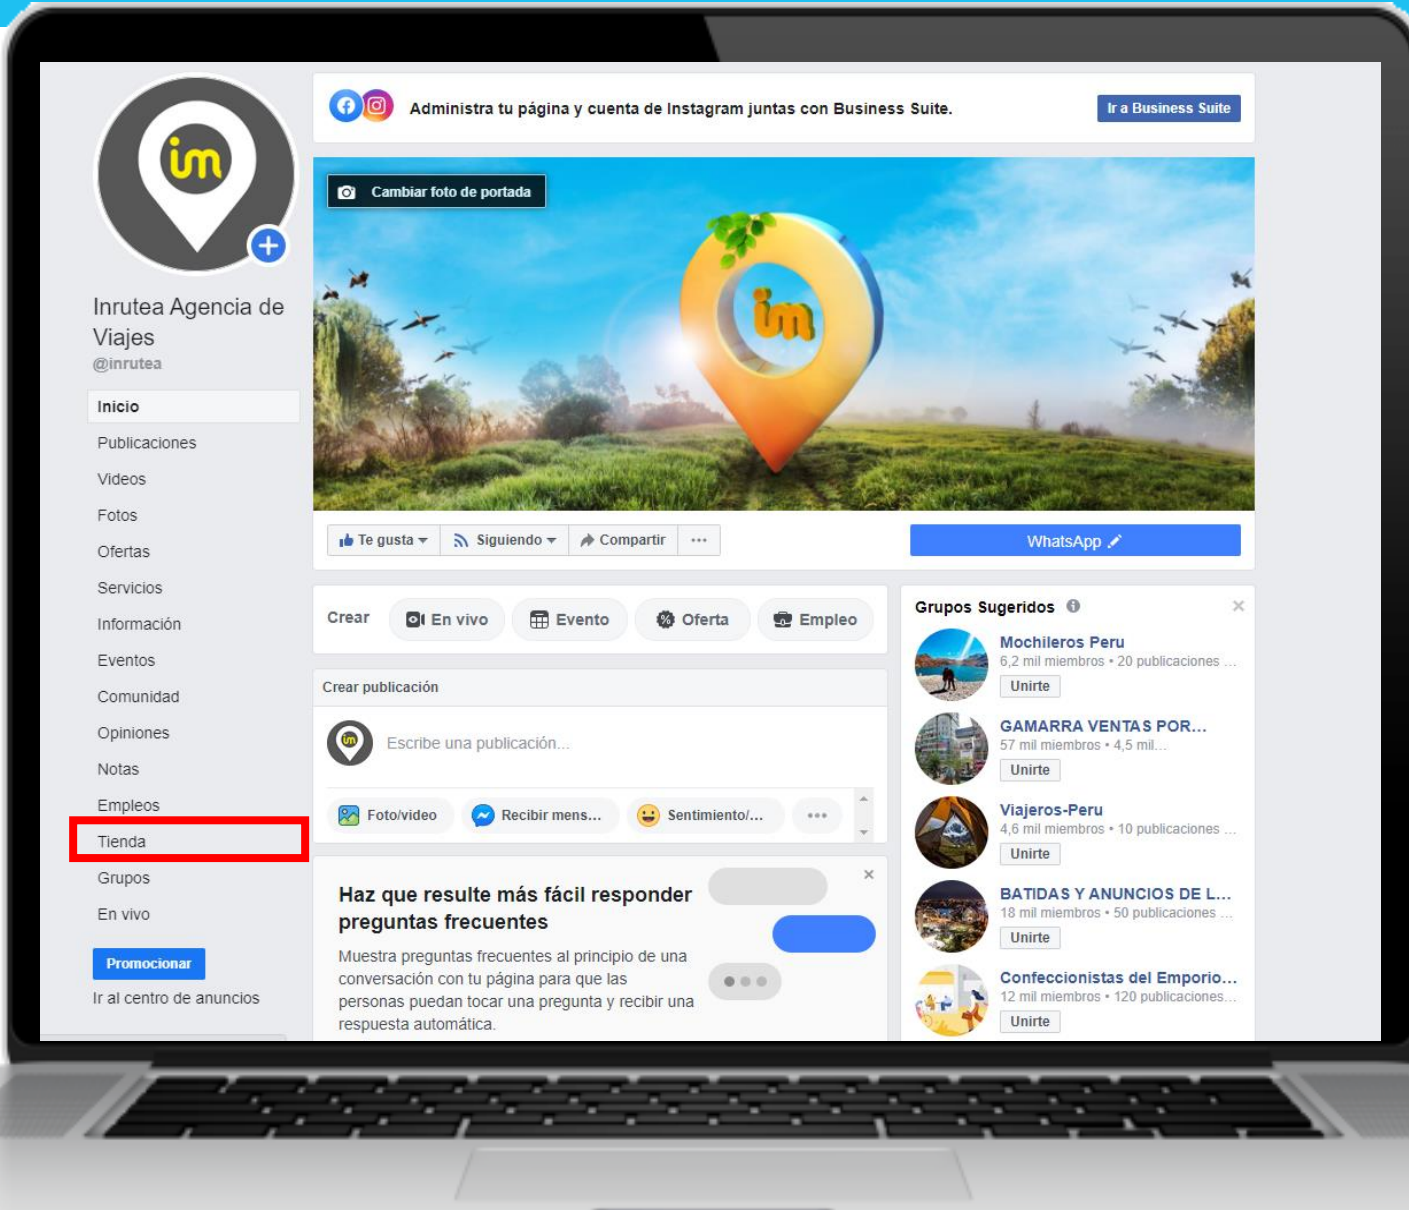 Administra tu página y cuenta de Instagram juntas con Business Suite.
Ir a Business Suite
im
Cambiar foto de portada
im
Inrutea Agencia de
Viajes
@inrutea
Inicio
Publicaciones
Videos
Fotos
Ofertas
Servicios
Información
Eventos
Comunidad
Opiniones
Notas
Empleos
Tienda
Grupos
En vivo
Promocionar
Ir al centro de anuncios
Te gusta
Siguiendo
Compartir
...
WhatsApp
Crear
En vivo
Evento
Oferta
Empleo
Crear publicación
im
Escribe una publicación...
Foto/video
Recibir mens...
Sentimiento/...
...
Haz que resulte más fácil responder
preguntas frecuentes
Muestra preguntas frecuentes al principio de una
conversación con tu página para que las
personas puedan tocar una pregunta y recibir una
respuesta automática.
Grupos Sugeridos
Mochileros Peru
6,2 mil miembros • 20 publicaciones ...
Unirte
GAMARRA VENTAS POR...
57 mil miembros • 4,5 mil...
Unirte
Viajeros-Peru
4,6 mil miembros • 10 publicaciones ...
Unirte
BATIDAS Y ANUNCIOS DE L...
18 mil miembros • 50 publicaciones ...
Unirte
Confeccionistas del Emporio...
12 mil miembros • 120 publicaciones...
Unirte